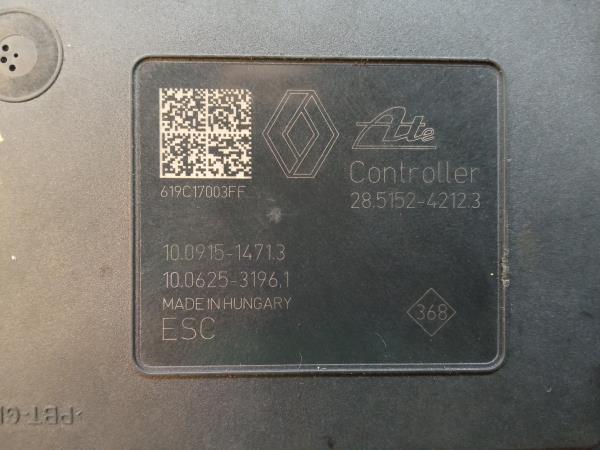 Ate
Controller
28.5152-4212.3
619C17003FF
10.0915-1471.3
10.0625-3196.1
MADE IN HUNGARY
ESC
368